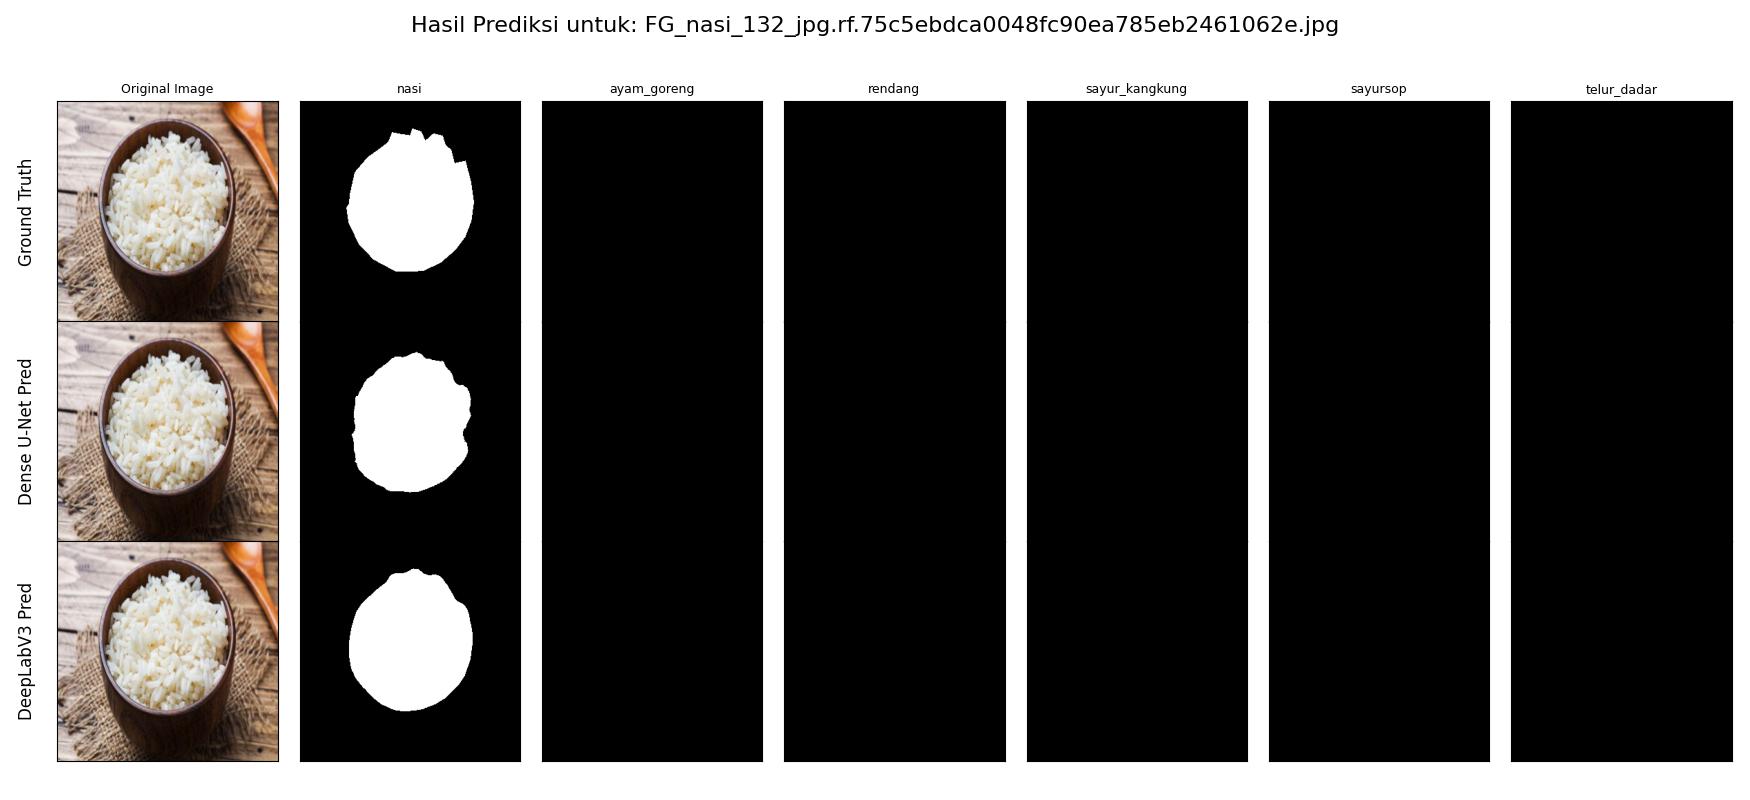 Hasil Prediksi untuk: FG_nasi_132_jpg.rf.75c5ebdca0048fc90ea785eb2461062e.jpg
Original Image
nasi
ayam_goreng
rendang
sayur_kangkung
sayursop
telur_dadar
Ground Truth
Dense U-Net Pred
DeepLabV3 Pred